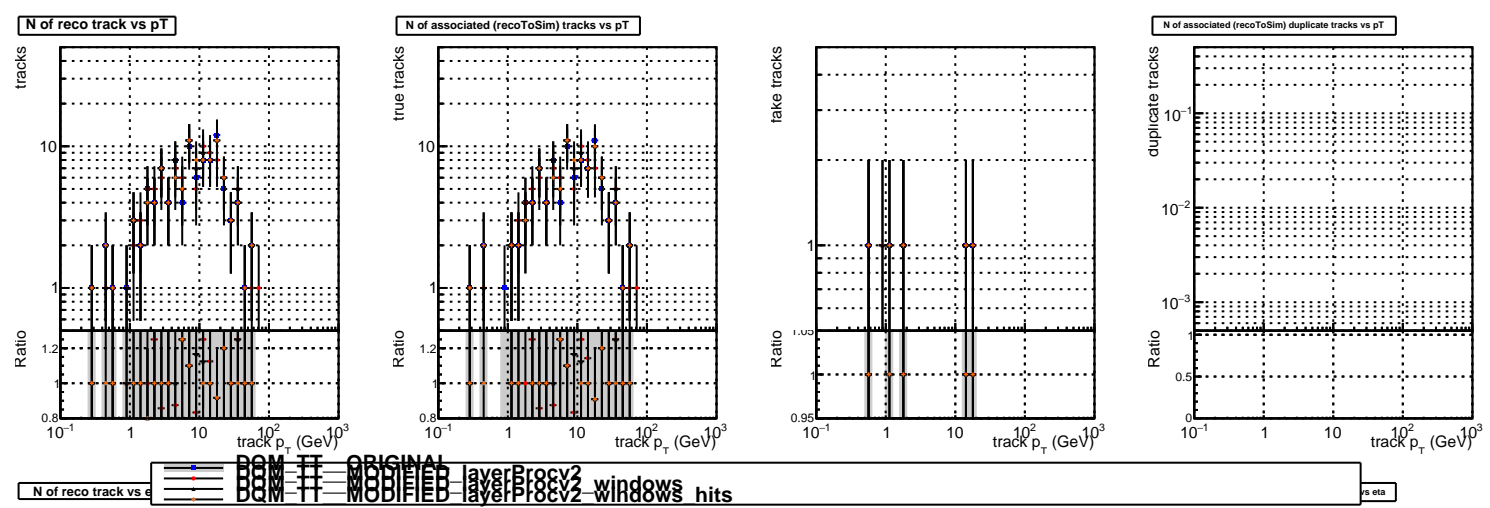 N of reco track vs pT
N of associated (recoToSim) tracks vs pT
N of associated (recoToSim) duplicate tracks vs pT
tracks
10
1
Ratio
1.2
1
0.8
10⁻¹ 1 10 10² 10³
track p_T (GeV)
true tracks
10
1
Ratio
1.2
1
0.8
10⁻¹ 1 10 10² 10³
track p_T (GeV)
fake tracks
1
Ratio
1.05
1
0.95
10⁻¹ 1 10 10² 10³
track p_T (GeV)
duplicate tracks
10⁻¹
10⁻²
10⁻³
Ratio
1
0.5
0
10⁻¹ 1 10 10² 10³
track p_T (GeV)
DQM_TT__ORIGINAL
DQM_TT__MODIFIED_layerProcv2
DQM_TT__MODIFIED_layerProcv2_windows
DQM_TT__MODIFIED_layerProcv2_windows_hits
N of reco track vs e
vs eta